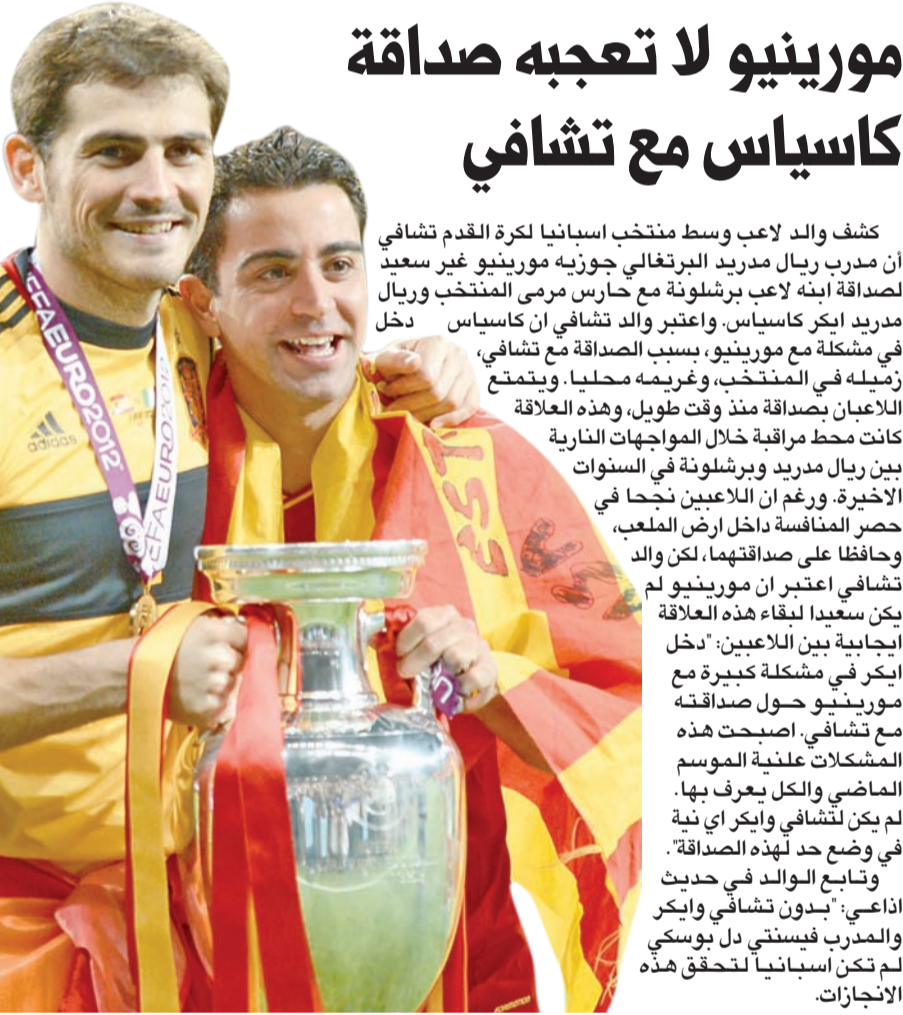 مورينيو لا تعجبه صداقة
كاسياس مع تشافي
كشف والد لاعب وسط منتخب اسبانيا لكرة القدم تشافي
أن مدرب ريال مدريد البرتغالي جوزيه مورينيو غير سعيد
لصداقة ابنه لاعب برشلونة مع حارس مرمى المنتخب وريال
مدريد ايكر كاسياس. واعتبر والد تشافي ان كاسياس دخل
في مشكلة مع مورينيو، بسبب الصداقة مع تشافي،
زميله في المنتخب، وغريمه محليا. ويتمتع
اللاعبان بصداقة منذ وقت طويل، وهذه العلاقة
كانت محط مراقبة خلال المواجهات النارية
بين ريال مدريد وبرشلونة في السنوات
الاخيرة. ورغم ان اللاعبين نجحا في
حصر المنافسة داخل ارض الملعب،
وحافظا على صداقتهما، لكن والد
تشافي اعتبر ان مورينيو لم
يكن سعيدا لبقاء هذه العلاقة
ايجابية بين اللاعبين: "دخل
ايكر في مشكلة كبيرة مع
مورينيو حول صداقته
مع تشافي. اصبحت هذه
المشكلات علنية الموسم
الماضي والكل يعرف بها.
لم يكن لتشافي وايكر اي نية
في وضع حد لهذه الصداقة".
وتابع الوالد في حديث
اذاعي: "بدون تشافي وايكر
والمدرب فيسنتي دل بوسكي
لم تكن اسبانيا لتحقق هذه
الانجازات.
adidas
EFAEURO2012
EFAEURO2012
EST